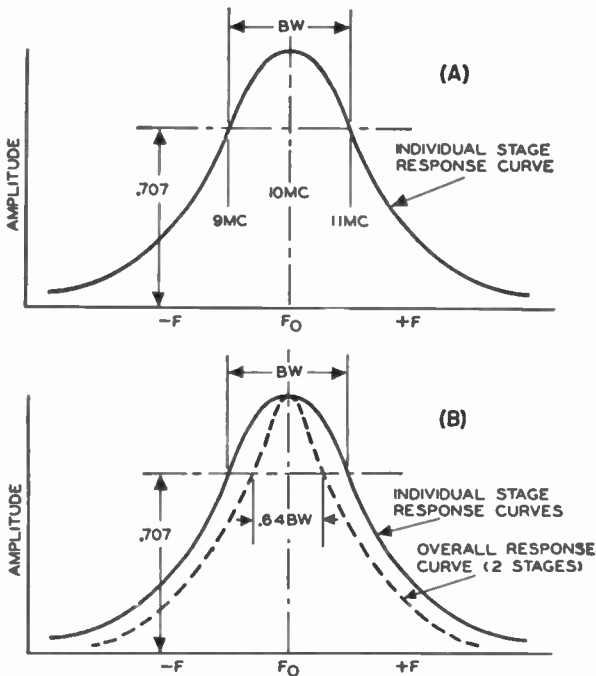 BW
(A)
INDIVIDUAL STAGE
RESPONSE CURVE
AMPLITUDE
.707
9MC
10MC
11MC
-F
FO
+F
BW
(B)
INDIVIDUAL STAGE
RESPONSE CURVES
AMPLITUDE
.707
.64BW
OVERALL RESPONSE
CURVE (2 STAGES)
-F
FO
+F